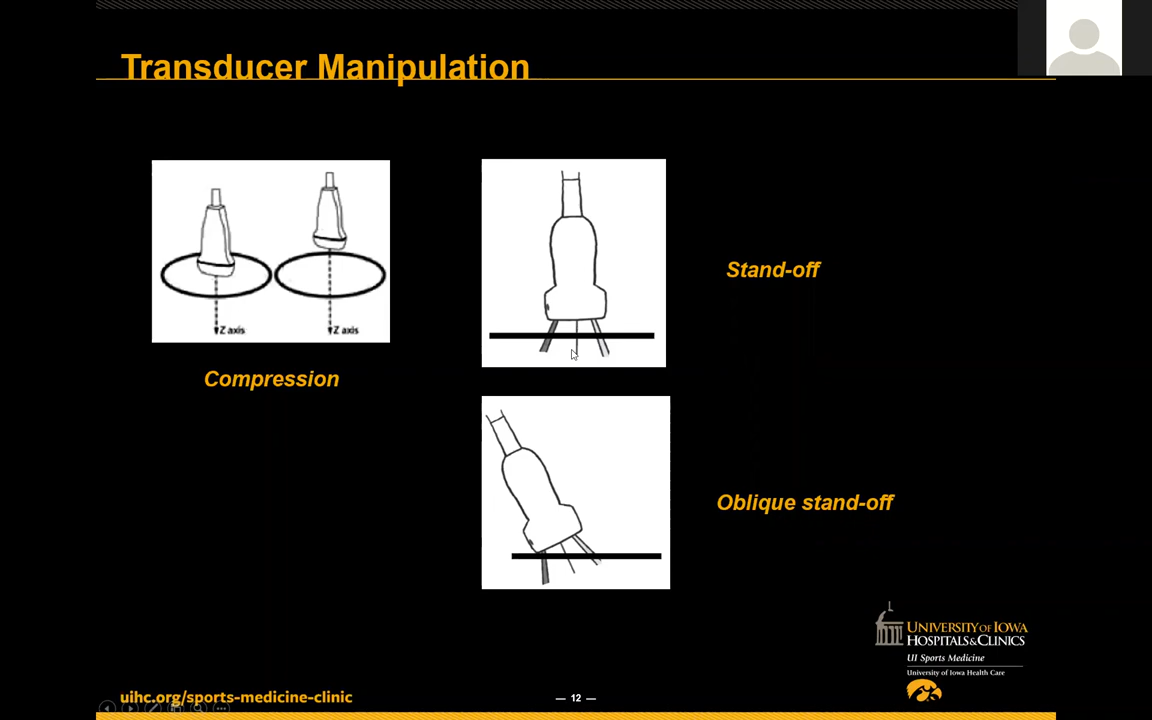 Transducer Manipulation
Z axis
Z axis
Compression
Stand-off
Oblique stand-off
UNIVERSITY OF IOWA
HOSPITALS & CLINICS
UI Sports Medicine
University of Iowa Health Care
uihc.org/sports-medicine-clinic
— 12 —